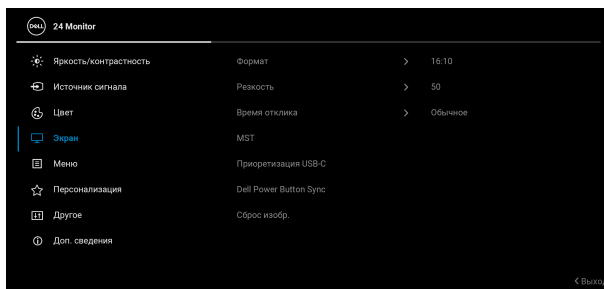 DELL 24 Monitor
Яркость/контрастность Формат > 16:10
Источник сигнала Резкость > 50
Цвет Время отклика > Обычное
Экран MST
Меню Приоретизация USB-C
Персонализация Dell Power Button Sync
Другое Сброс изобр.
Доп. сведения
< Выход